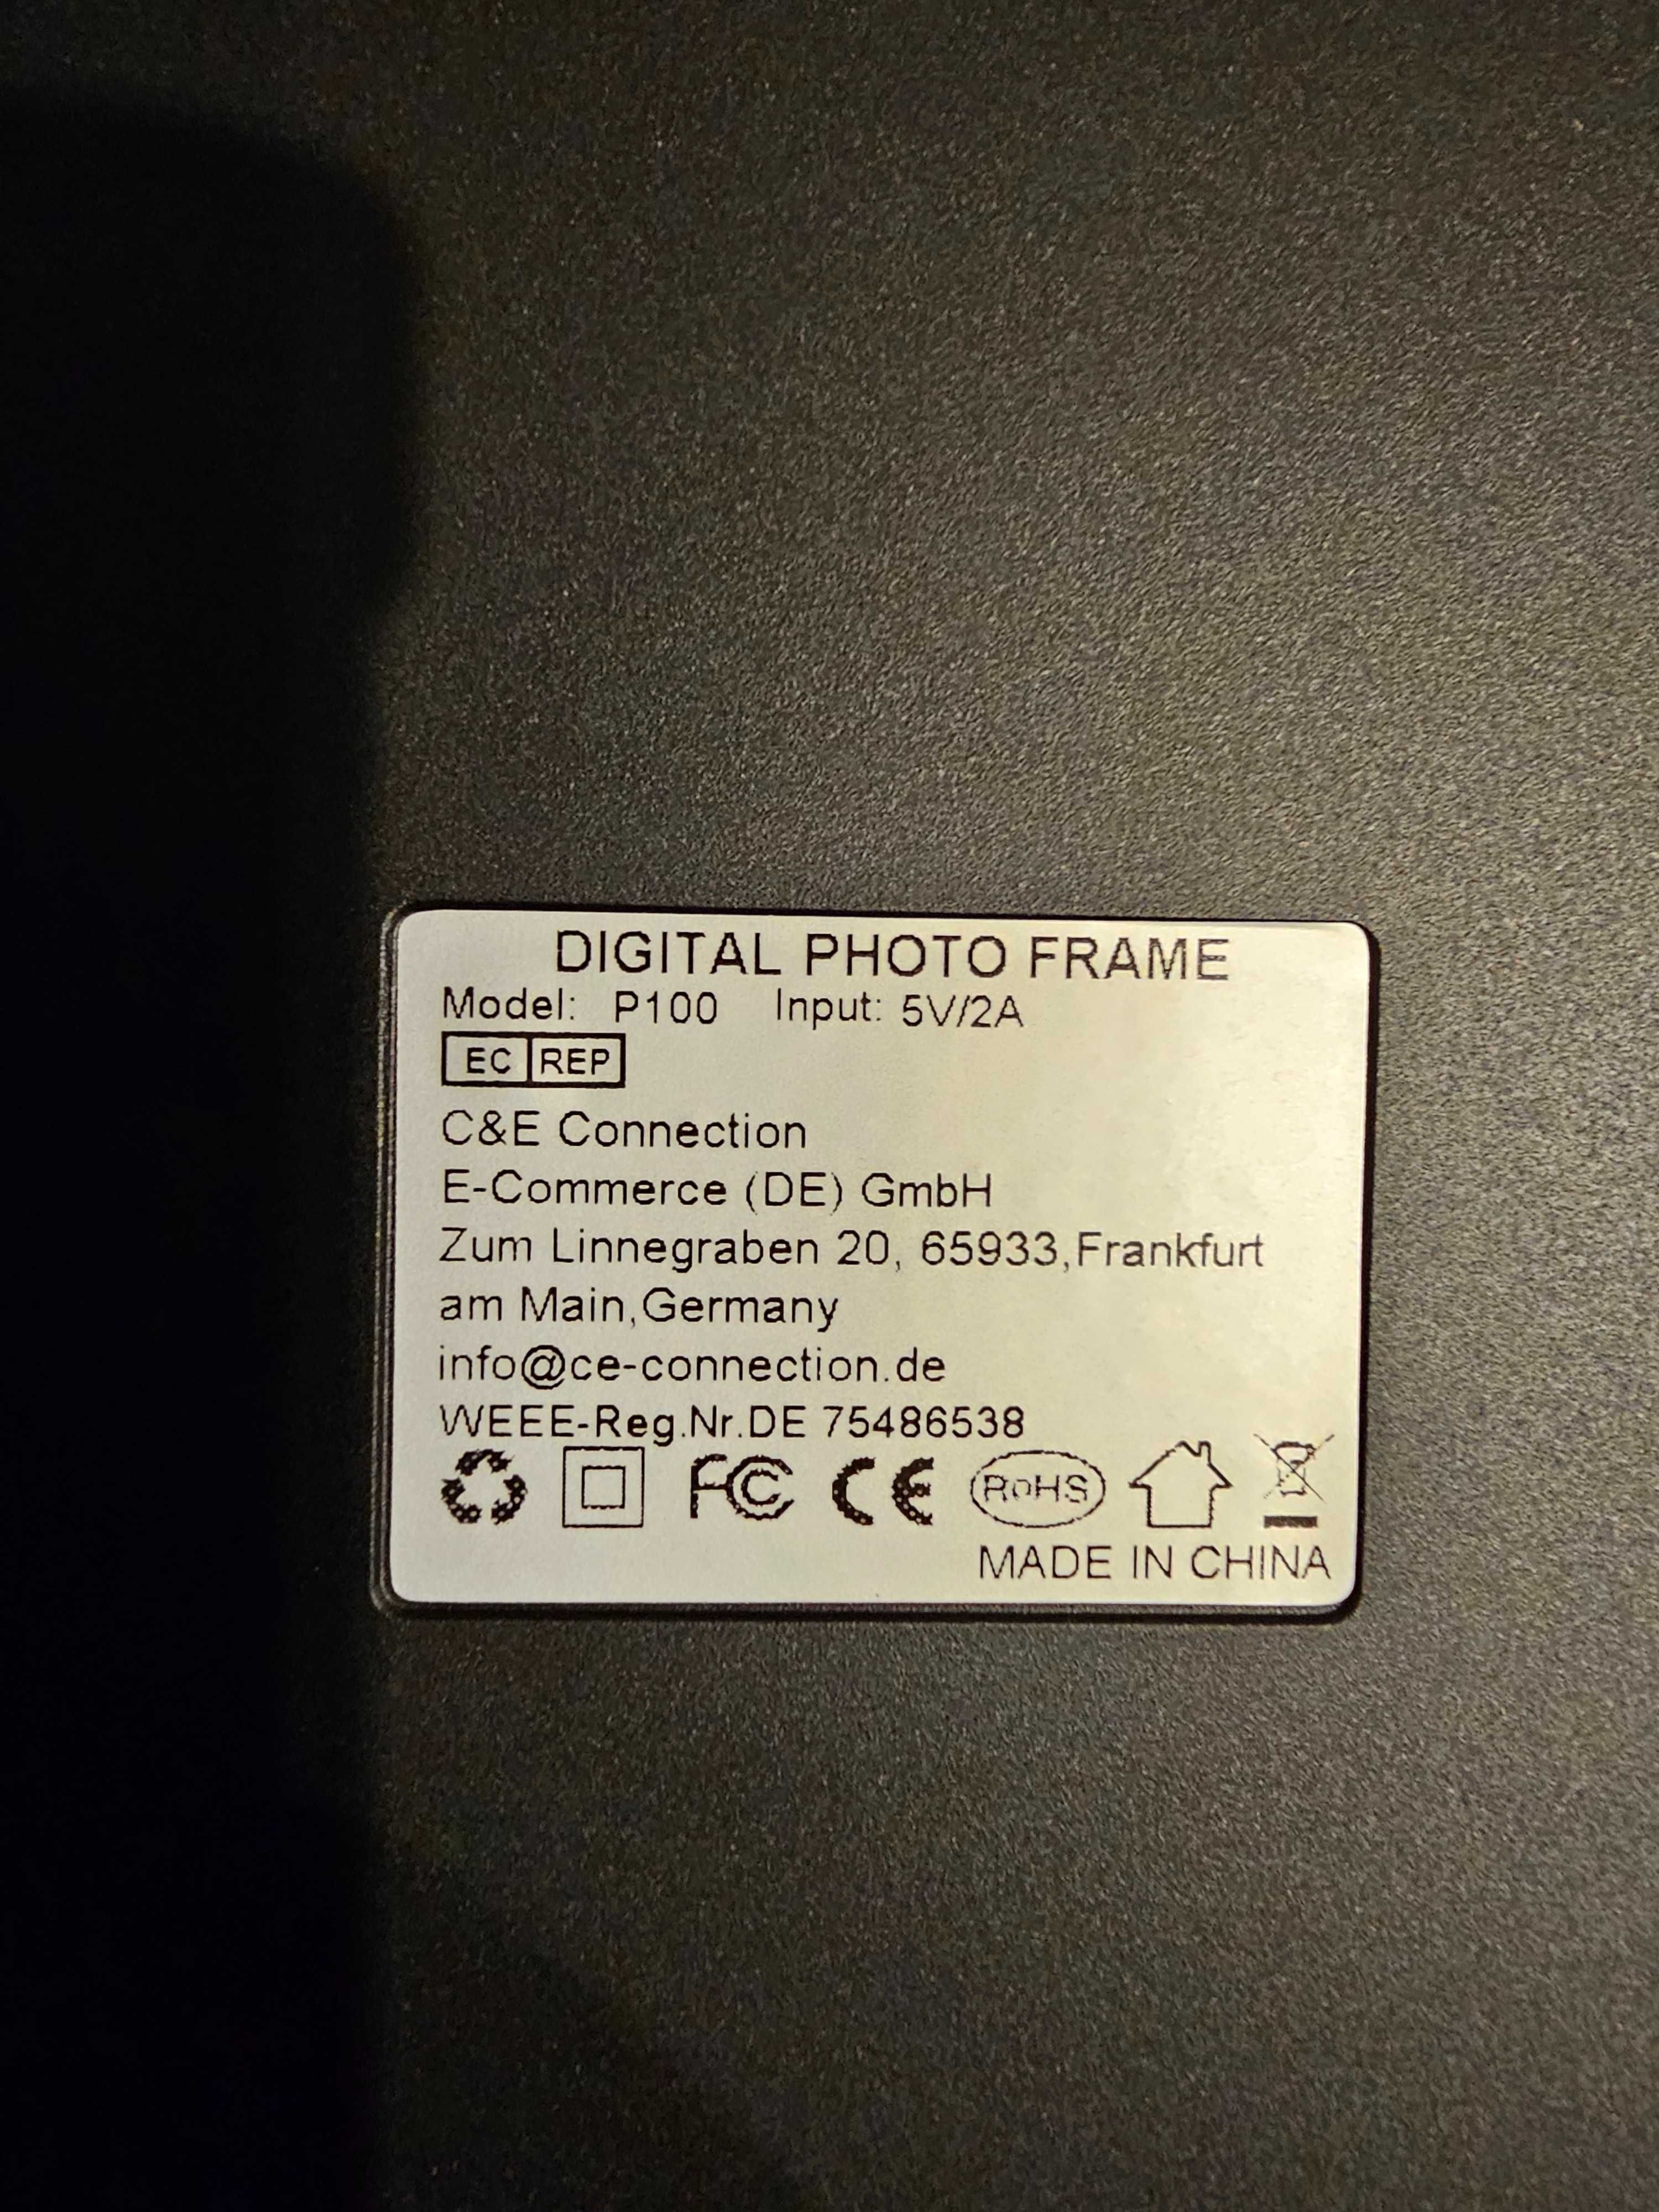 DIGITAL PHOTO FRAME
Model: P100 Input: 5V/2A
EC REP
C&E Connection
E-Commerce (DE) GmbH
Zum Linnegraben 20, 65933,Frankfurt
am Main,Germany
info@ce-connection.de
WEEE-Reg.Nr.DE 75486538
FC CE RoHS
MADE IN CHINA